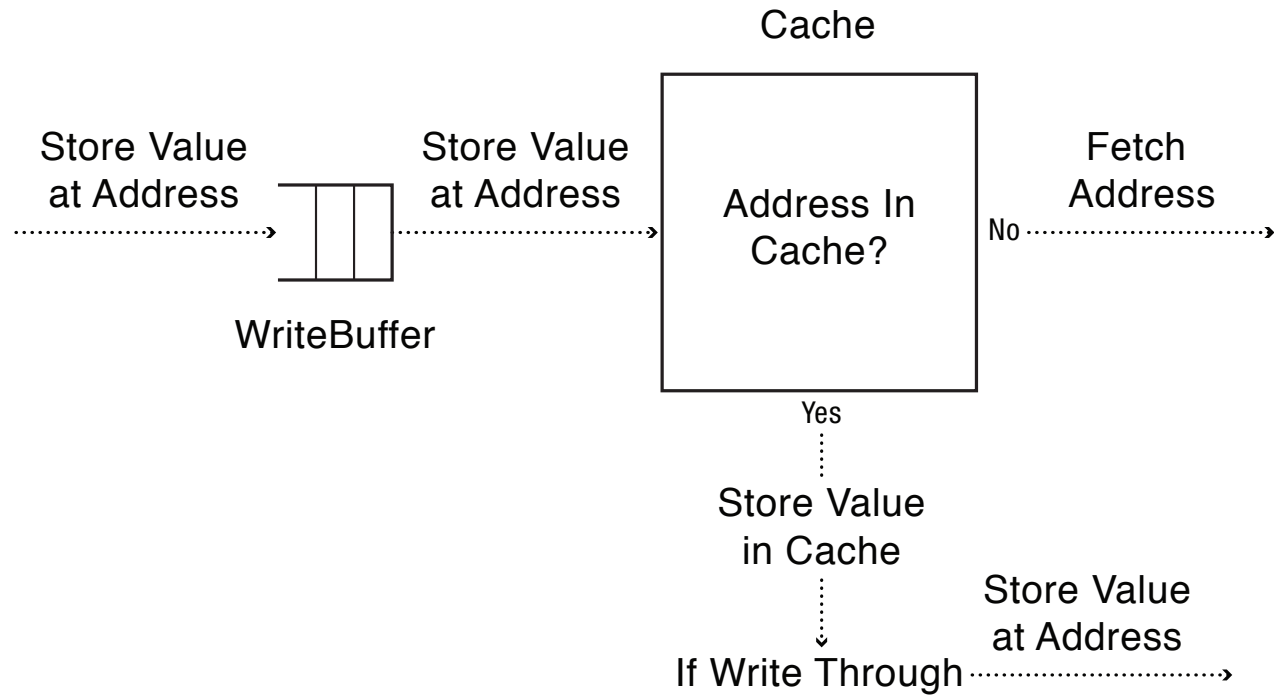 Cache
Store Value
at Address
Store Value
at Address
Fetch
Address
Address In
Cache?
No
WriteBuffer
Yes
Store Value
in Cache
Store Value
at Address
If Write Through